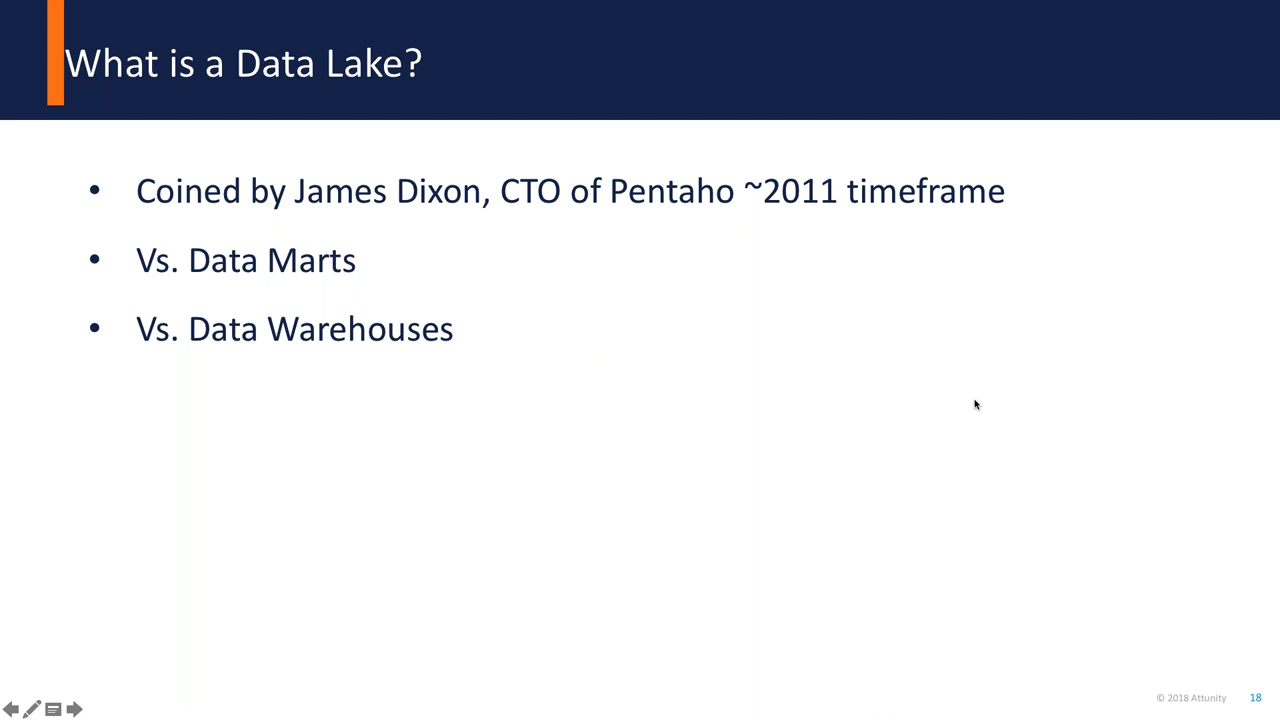 What is a Data Lake?
• Coined by James Dixon, CTO of Pentaho ~2011 timeframe
• Vs. Data Marts
• Vs. Data Warehouses
© 2018 Attunity 18